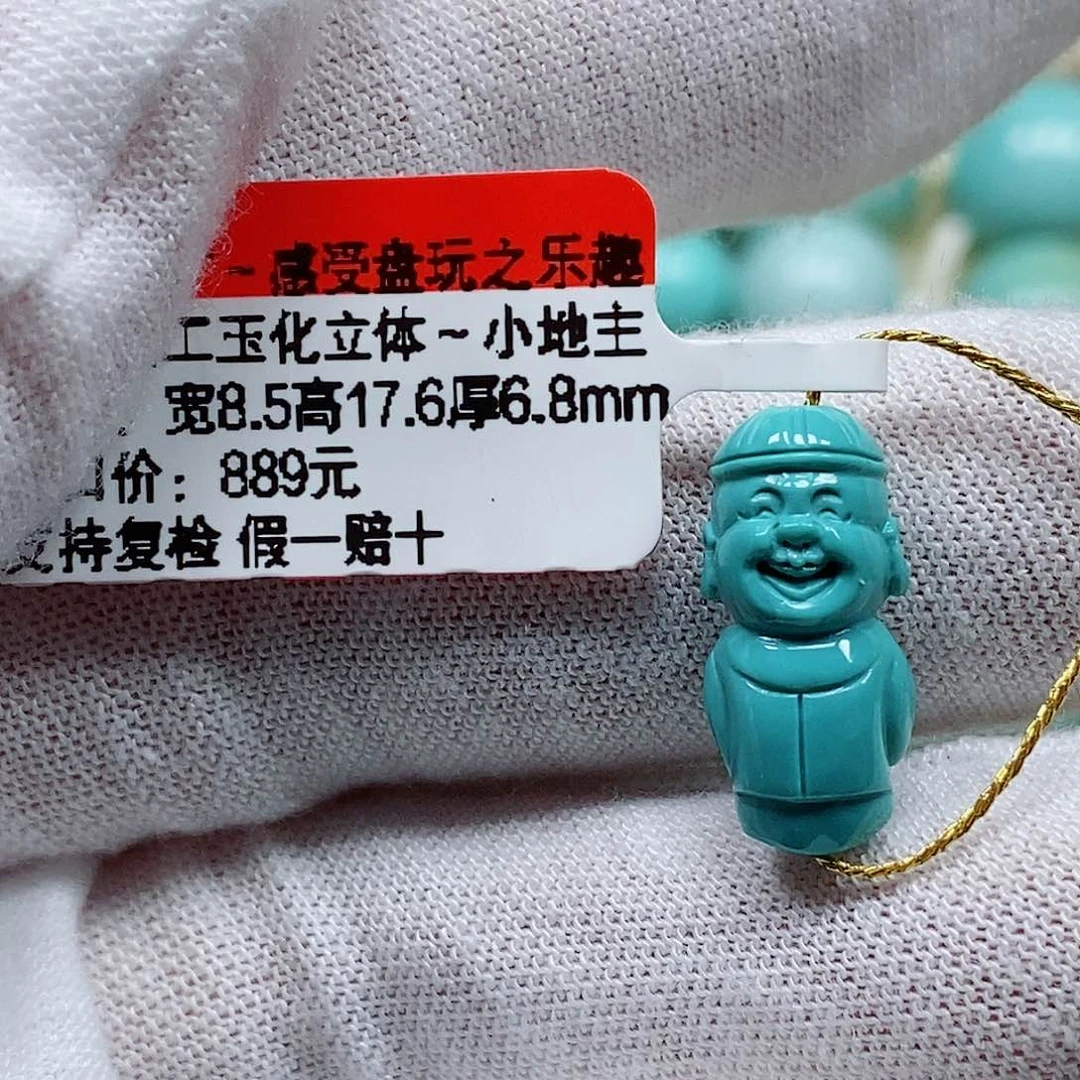 ~感受盘玩之乐趣
工玉化立体~小地主
宽8.5高17.6厚6.8mm
价：889元
支持复检 假一赔十